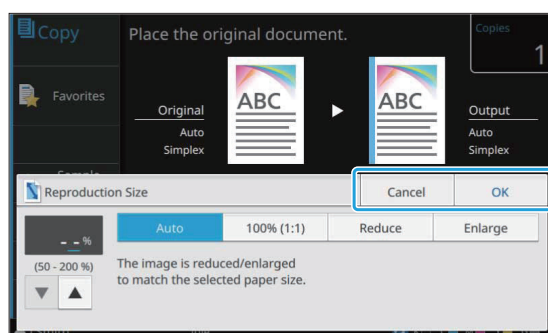 Copy
Place the original document.
Copies
1
Favorites
ABC
ABC
Original
Auto
Simplex
Output
Auto
Simplex
Sample
Reproduction Size
Cancel
OK
- - %
(50 - 200 %)
Auto
100% (1:1)
Reduce
Enlarge
The image is reduced/enlarged
to match the selected paper size.